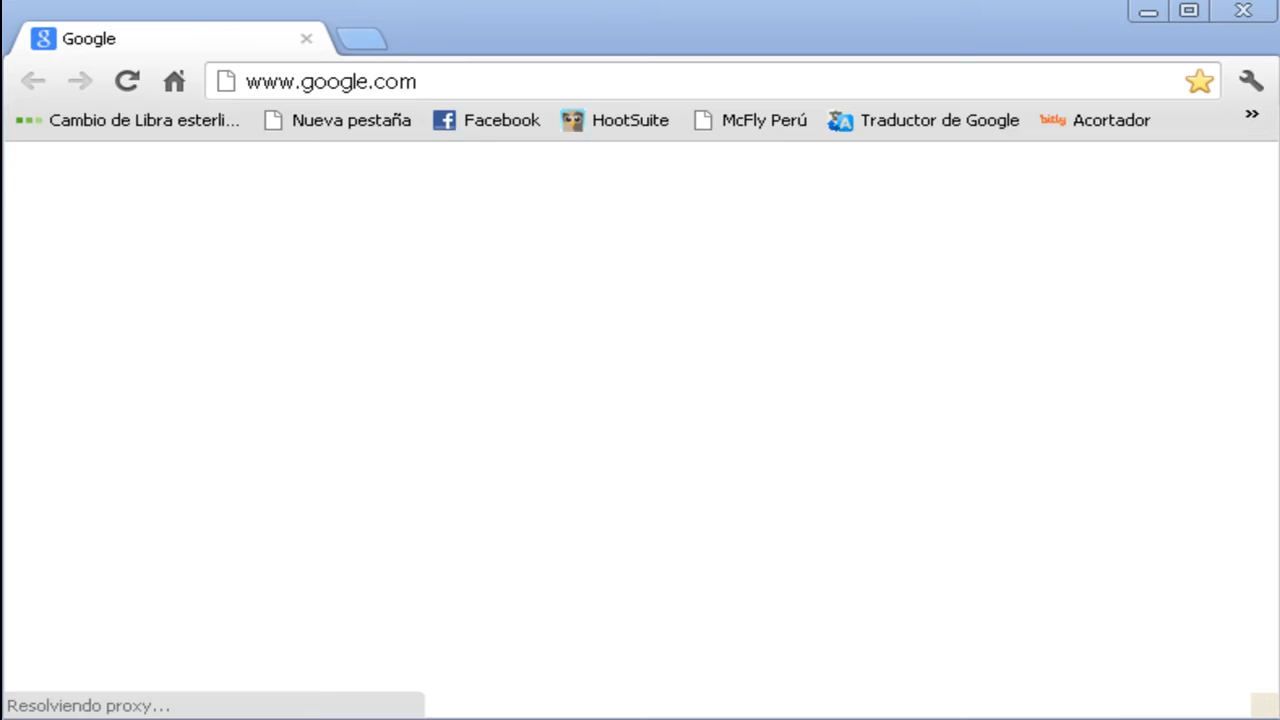 Google
www.google.com
Cambio de Libra esterli... Nueva pestaña Facebook HootSuite McFly Perú Traductor de Google bitly Acortador »
Resolviendo proxy...